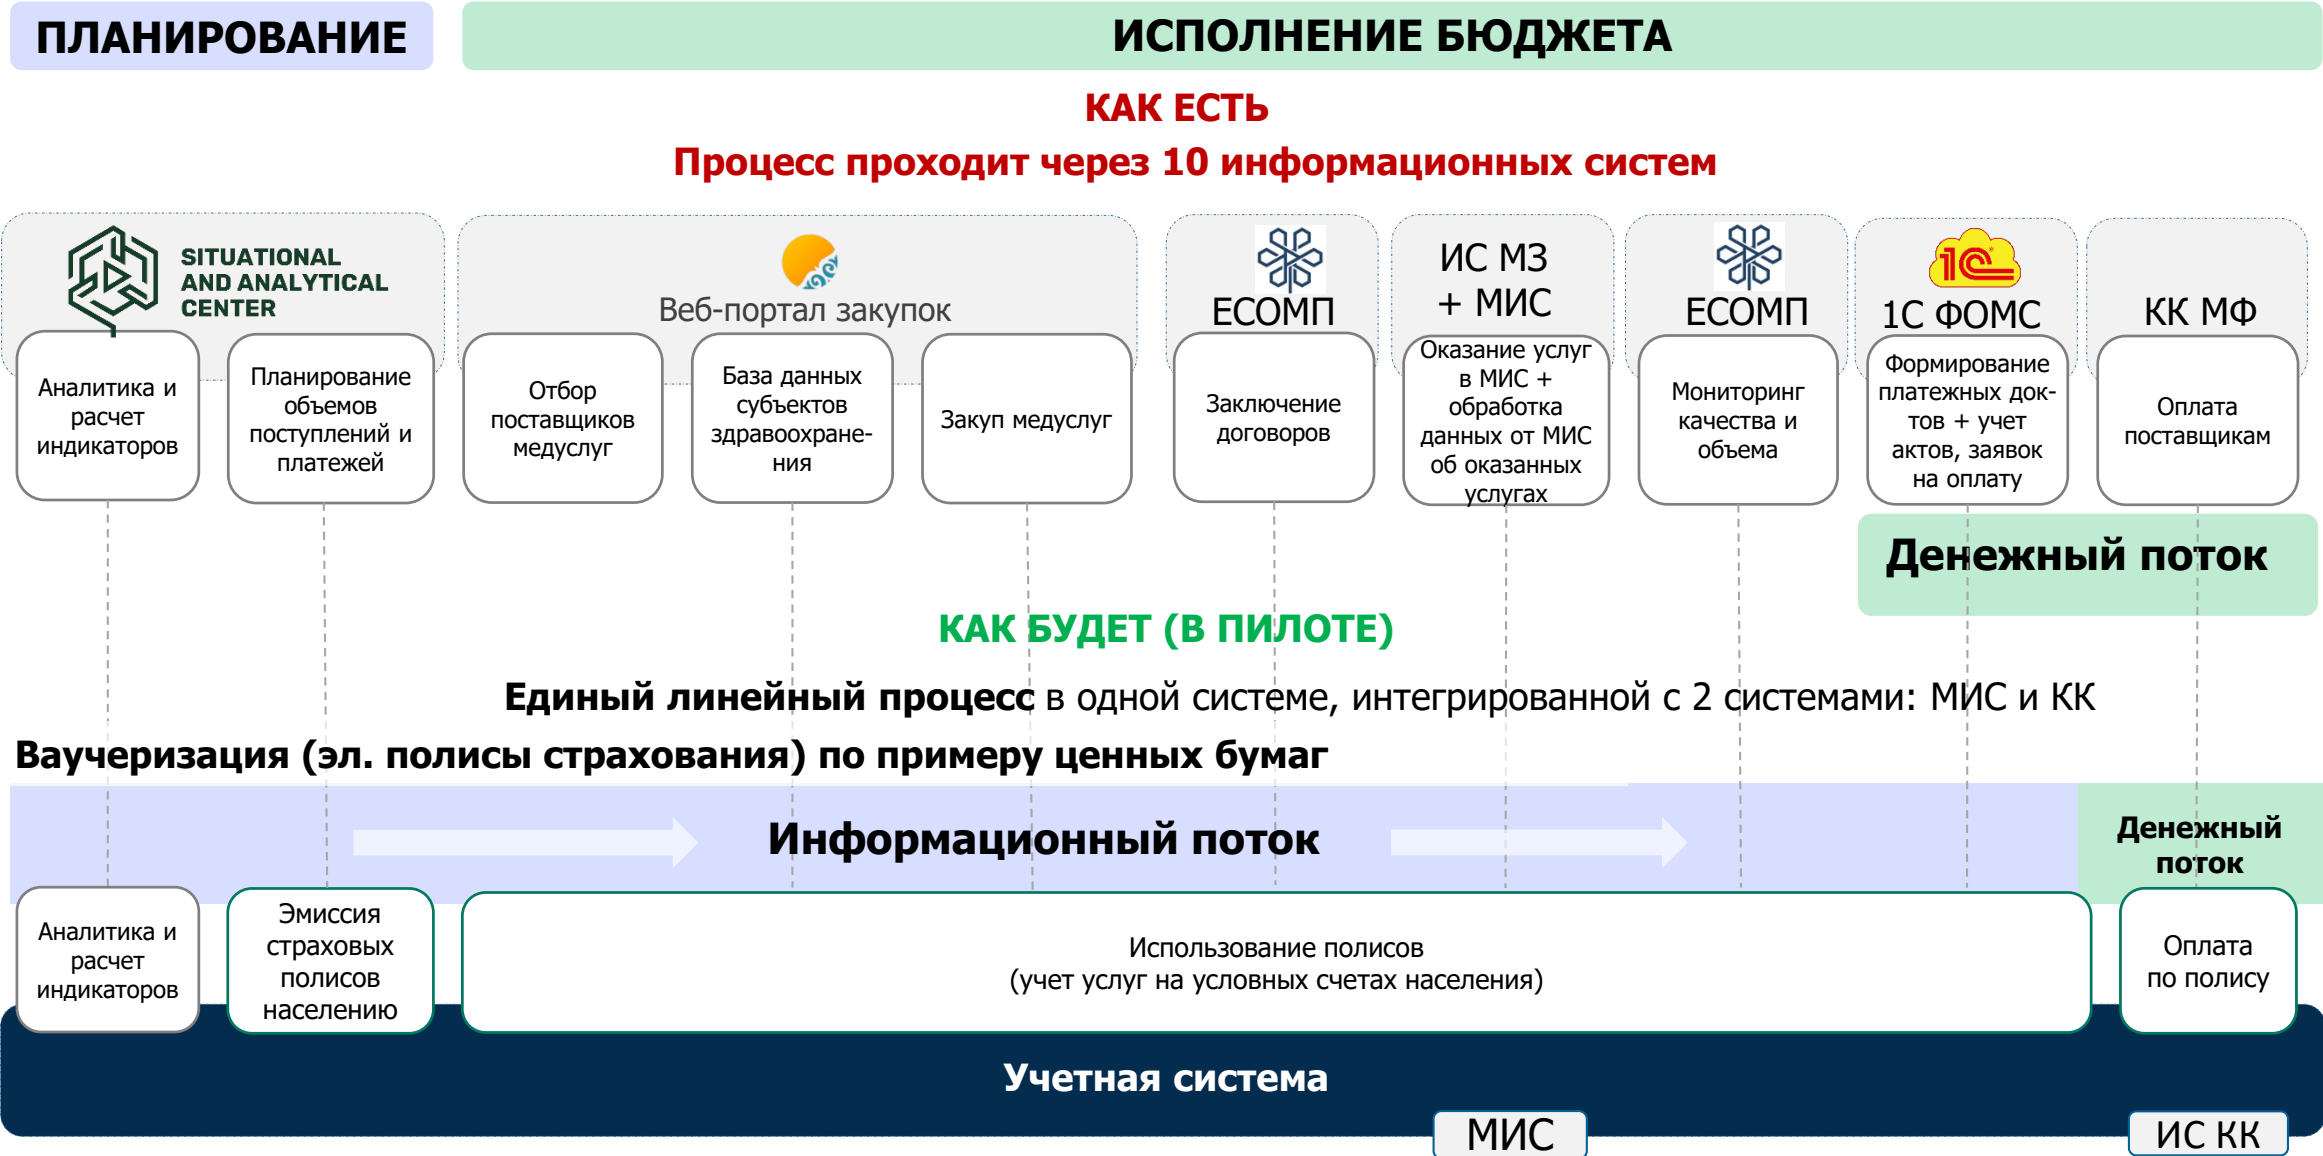 ПЛАНИРОВАНИЕ
ИСПОЛНЕНИЕ БЮДЖЕТА
КАК ЕСТЬ
Процесс проходит через 10 информационных систем
SITUATIONAL
AND ANALYTICAL
CENTER
Веб-портал закупок
ЕСОМП
ИС МЗ
+ МИС
ЕСОМП
1С
1С ФОМС
КК МФ
Аналитика и
расчет
индикаторов
Планирование
объемов
поступлений и
платежей
Отбор
поставщиков
медуслуг
База данных
субъектов
здравоохране-
ния
Закуп медуслуг
Заключение
договоров
Оказание услуг
в МИС +
обработка
данных от МИС
об оказанных
услугах
Мониторинг
качества и
объема
Формирование
платежных док-
тов + учет
актов, заявок
на оплату
Оплата
поставщикам
Денежный поток
КАК БУДЕТ (В ПИЛОТЕ)
Единый линейный процесс в одной системе, интегрированной с 2 системами: МИС и КК
Ваучеризация (эл. полисы страхования) по примеру ценных бумаг
Информационный поток
Денежный
поток
Аналитика и
расчет
индикаторов
Эмиссия
страховых
полисов
населению
Использование полисов
(учет услуг на условных счетах населения)
Оплата
по полису
Учетная система
МИС
ИС КК